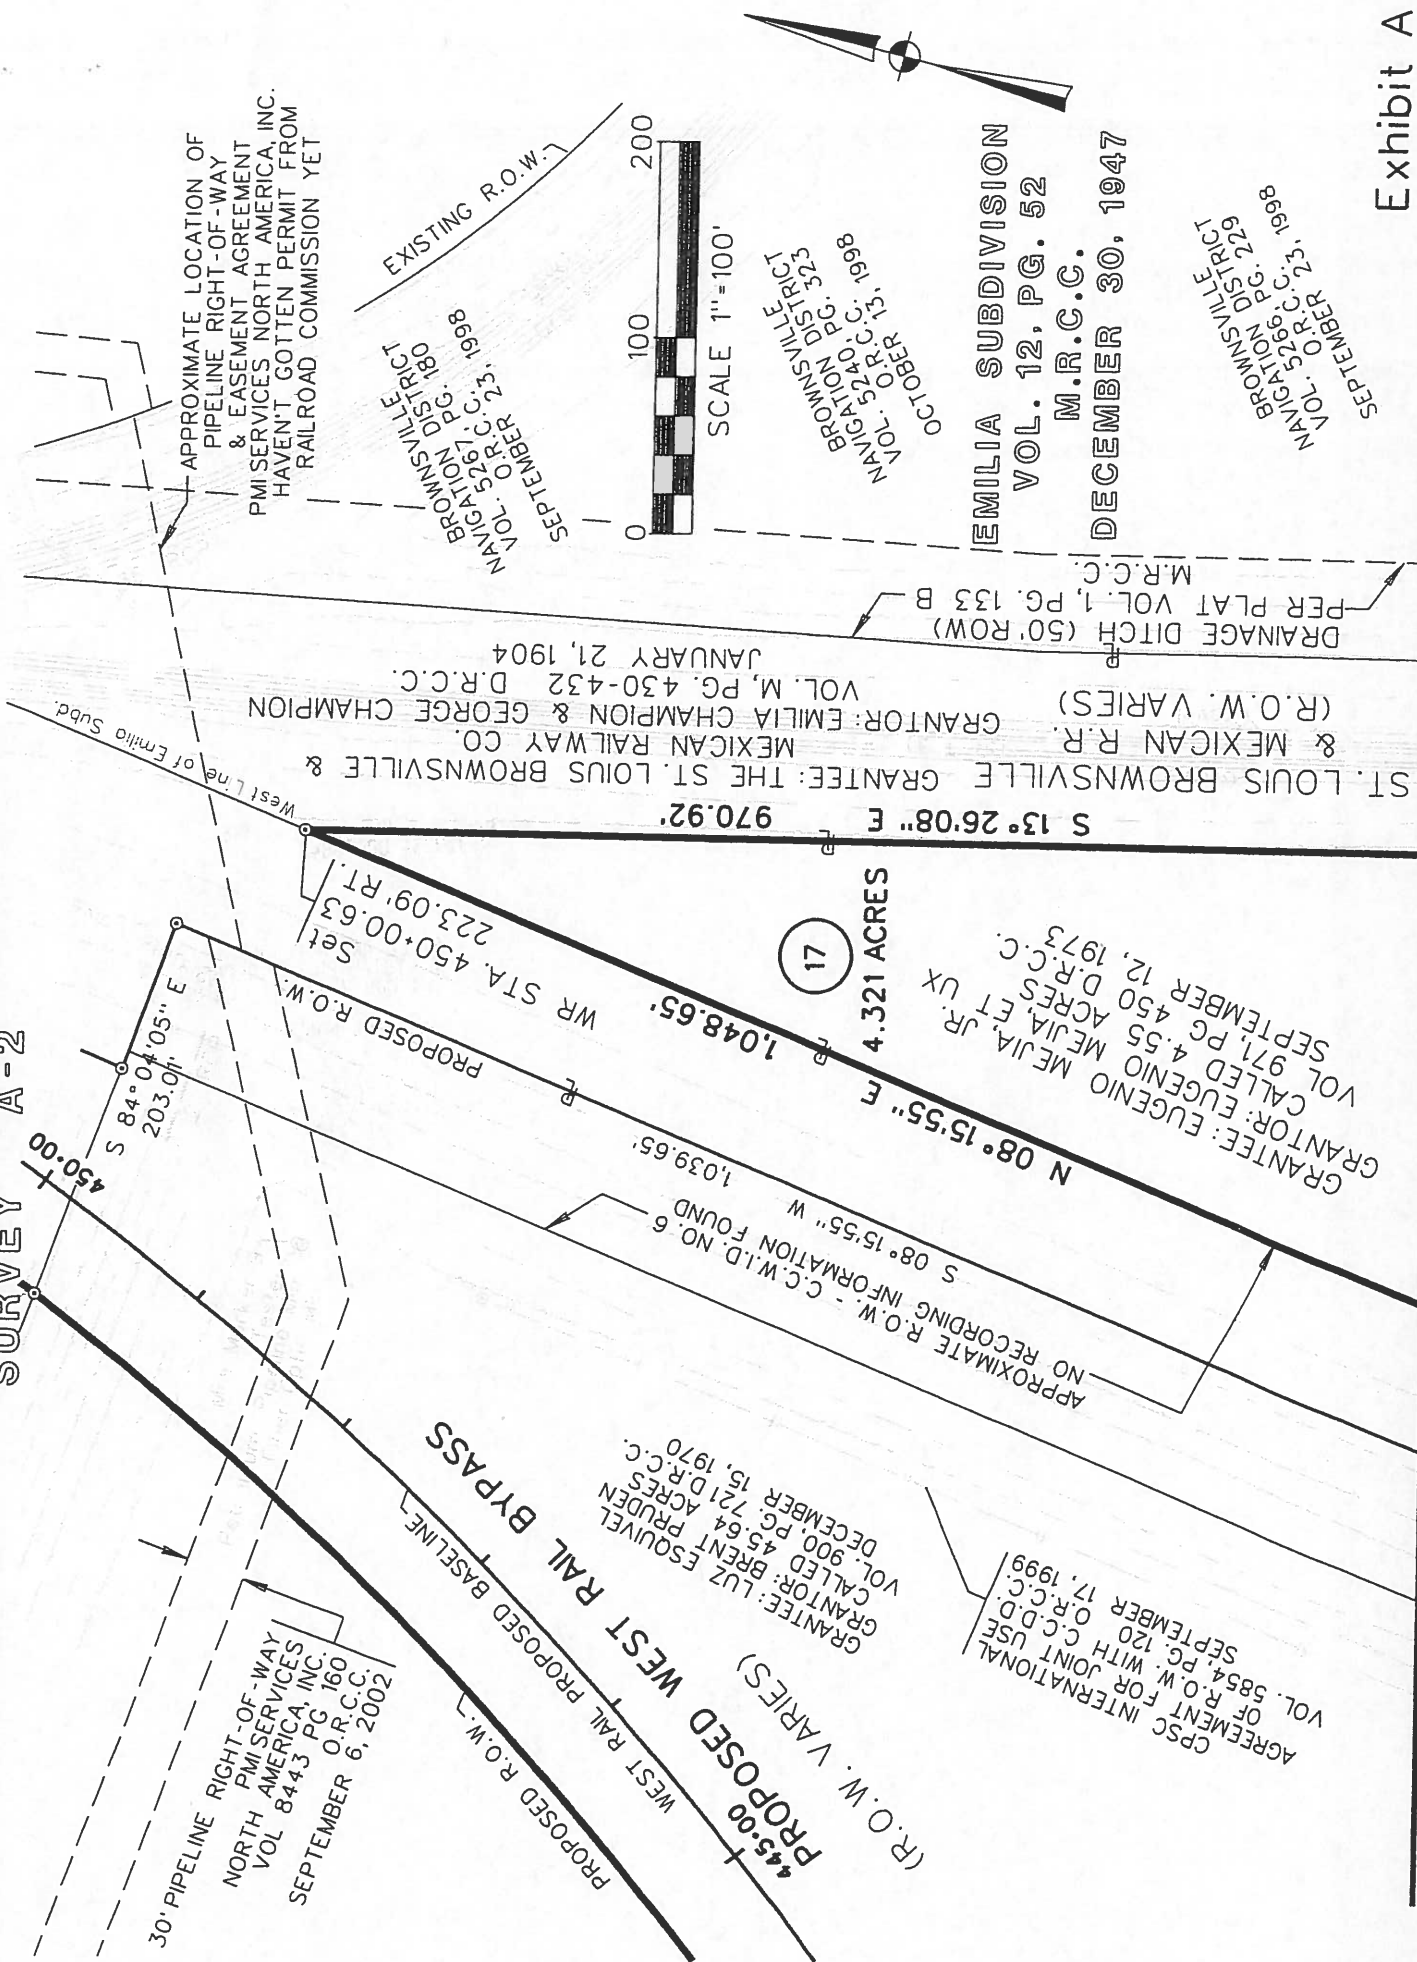 SURVEY A-2
450+00
S 84° 04'05" E
203.01'
APPROXIMATE LOCATION OF
PIPELINE RIGHT-OF-WAY
& EASEMENT AGREEMENT
PMI SERVICES NORTH AMERICA, INC.
HAVEN'T GOTTEN PERMIT FROM
RAILROAD COMMISSION YET
EXISTING R.O.W.
BROWNSVILLE
NAVIGATION DISTRICT
VOL. 5267, PG. 180
O.R.C.C.
SEPTEMBER 23, 1998
0 100 200
SCALE 1"=100'
BROWNSVILLE
NAVIGATION DISTRICT
VOL. 5240, PG. 323
O.R.C.C.
OCTOBER 13, 1998
EMILIA SUBDIVISION
VOL. 12, PG. 52
M.R.C.C.
DECEMBER 30, 1947
BROWNSVILLE
NAVIGATION DISTRICT
VOL. 5266, PG. 229
O.R.C.C.
SEPTEMBER 23, 1998
Exhibit A
DRAINAGE DITCH (50' ROW)
PER PLAT VOL. 1, PG. 133 B
M.R.C.C.
ST. LOUIS BROWNSVILLE
& MEXICAN R.R.
(R.O.W. VARIES)
GRANTEE: THE ST. LOIUS BROWNSVILLE &
MEXICAN RAILWAY CO.
GRANTOR: EMILIA CHAMPION & GEORGE CHAMPION
VOL. M, PG. 430-432 D.R.C.C.
JANUARY 21, 1904
West Line of Emilia Subd.
S 13° 26'08" E 970.92'
Set
WR STA. 450+00.63
223.09' RT.
17
4.321 ACRES
N 08° 15'55" E 1,048.65'
GRANTEE: EUGENIO MEJIA, JR.
GRANTOR: EUGENIO MEJIA, ET UX
CALLED 4.55 ACRES
VOL. 971, PG. 450 D.R.C.C.
SEPTEMBER 12, 1973
PROPOSED R.O.W.
S 08° 15'55" W 1,039.65'
APPROXIMATE R.O.W. - C.C.W.I.D. NO. 6
NO RECORDING INFORMATION FOUND
GRANTEE: LUZ ESQUIVEL
GRANTOR: BRENT PRUDEN
CALLED 45.64 ACRES
VOL. 900, PG. 721 D.R.C.C.
DECEMBER 15, 1970
CPSC INTERNATIONAL
AGREEMENT FOR JOINT USE
OF R.O.W. WITH C.C.D.D.
VOL. 5854, PG. 120 O.R.C.C.
SEPTEMBER 17, 1999
PROPOSED WEST RAIL BYPASS
(R.O.W. VARIES)
445+00
WEST RAIL PROPOSED BASELINE
PROPOSED R.O.W.
30' PIPELINE RIGHT-OF-WAY
PMI SERVICES
NORTH AMERICA, INC.
VOL 8443 PG 160
O.R.C.C.
SEPTEMBER 6, 2002